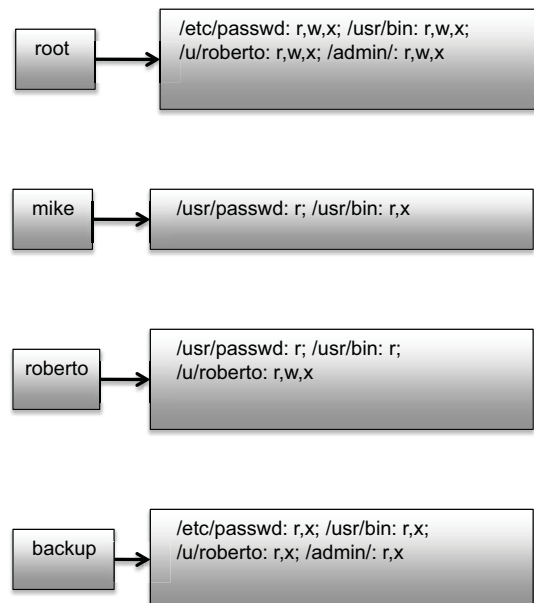 root
/etc/passwd: r,w,x; /usr/bin: r,w,x;
/u/roberto: r,w,x; /admin/: r,w,x
mike
/usr/passwd: r; /usr/bin: r,x
roberto
/usr/passwd: r; /usr/bin: r;
/u/roberto: r,w,x
backup
/etc/passwd: r,x; /usr/bin: r,x;
/u/roberto: r,x; /admin/: r,x